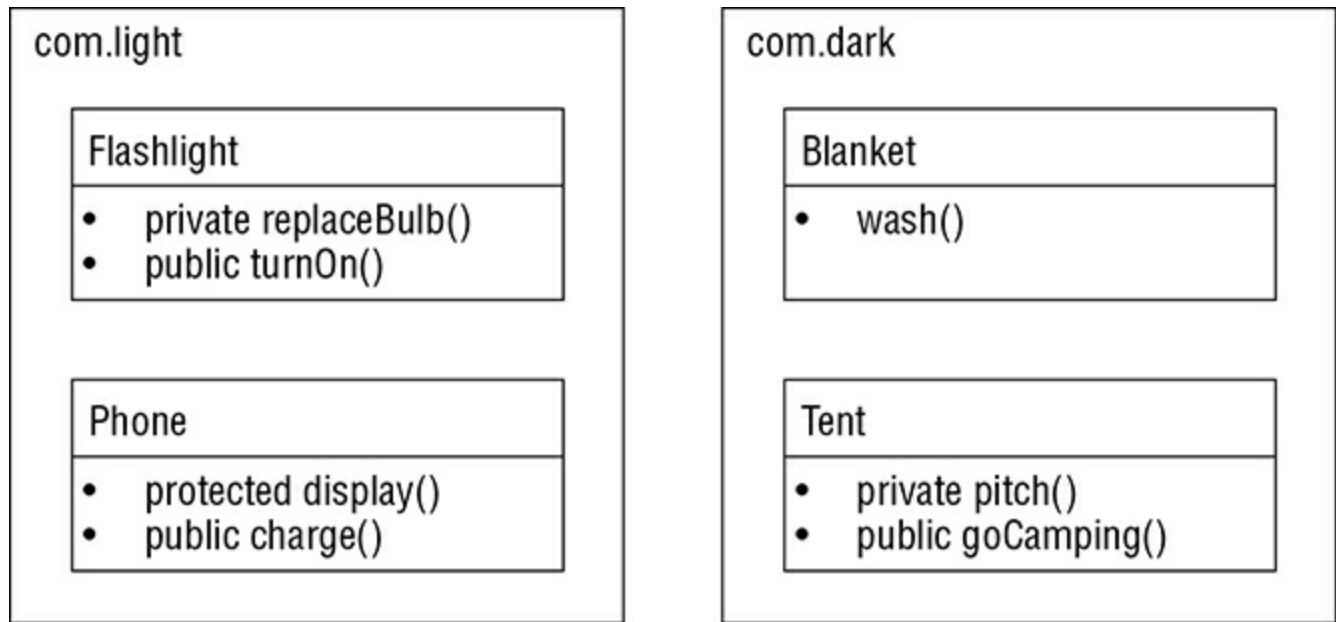 com.light
Flashlight
• private replaceBulb()
• public turnOn()
Phone
• protected display()
• public charge()
com.dark
Blanket
• wash()
Tent
• private pitch()
• public goCamping()